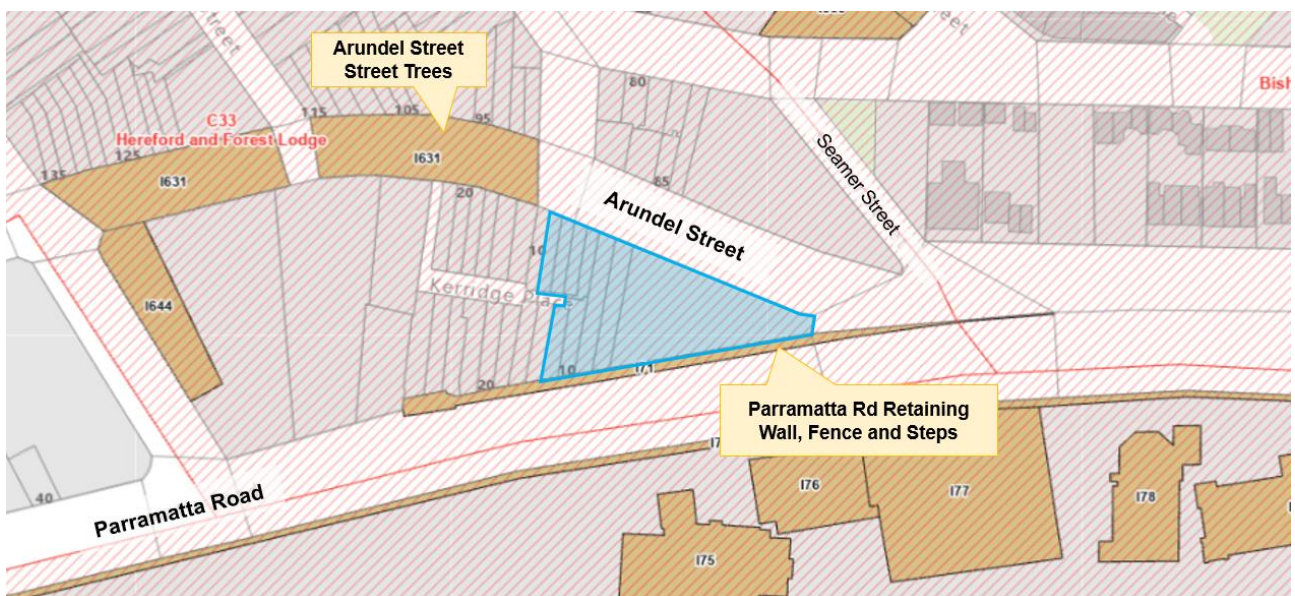 Arundel Street
Street Trees
80
115
105
95
C33
Hereford and Forest Lodge
125
135
I631
I631
85
20
Seamer Street
Arundel Street
10
Kerridge Place
I644
10
20
I71
Parramatta Rd Retaining
Wall, Fence and Steps
40
Parramatta Road
I76
I77
I78
I75